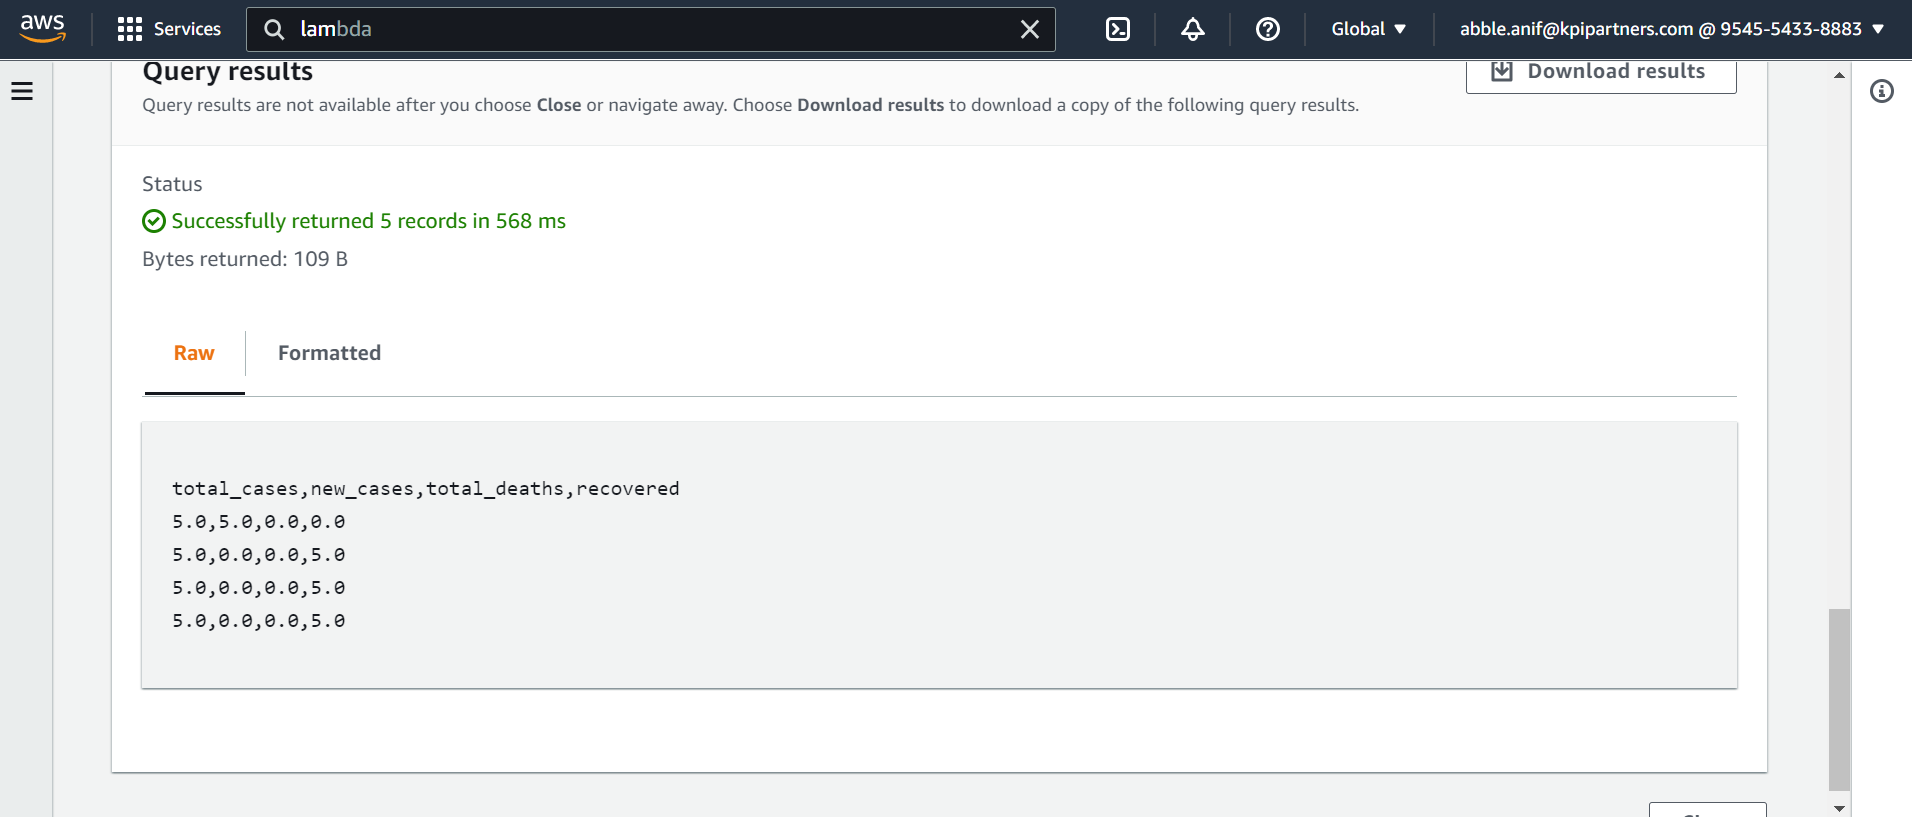 aws
Services
lambda
Global
abble.anif@kpipartners.com @ 9545-5433-8883
Query results
Download results
Query results are not available after you choose Close or navigate away. Choose Download results to download a copy of the following query results.
Status
Successfully returned 5 records in 568 ms
Bytes returned: 109 B
Raw
Formatted
total_cases,new_cases,total_deaths,recovered
5.0,5.0,0.0,0.0
5.0,0.0,0.0,5.0
5.0,0.0,0.0,5.0
5.0,0.0,0.0,5.0